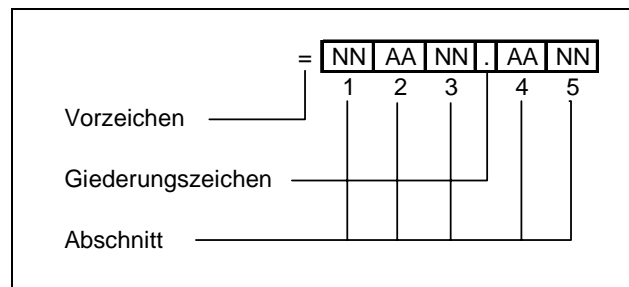 = NN AA NN . AA NN
1 2 3 4 5
Vorzeichen
Giederungszeichen
Abschnitt